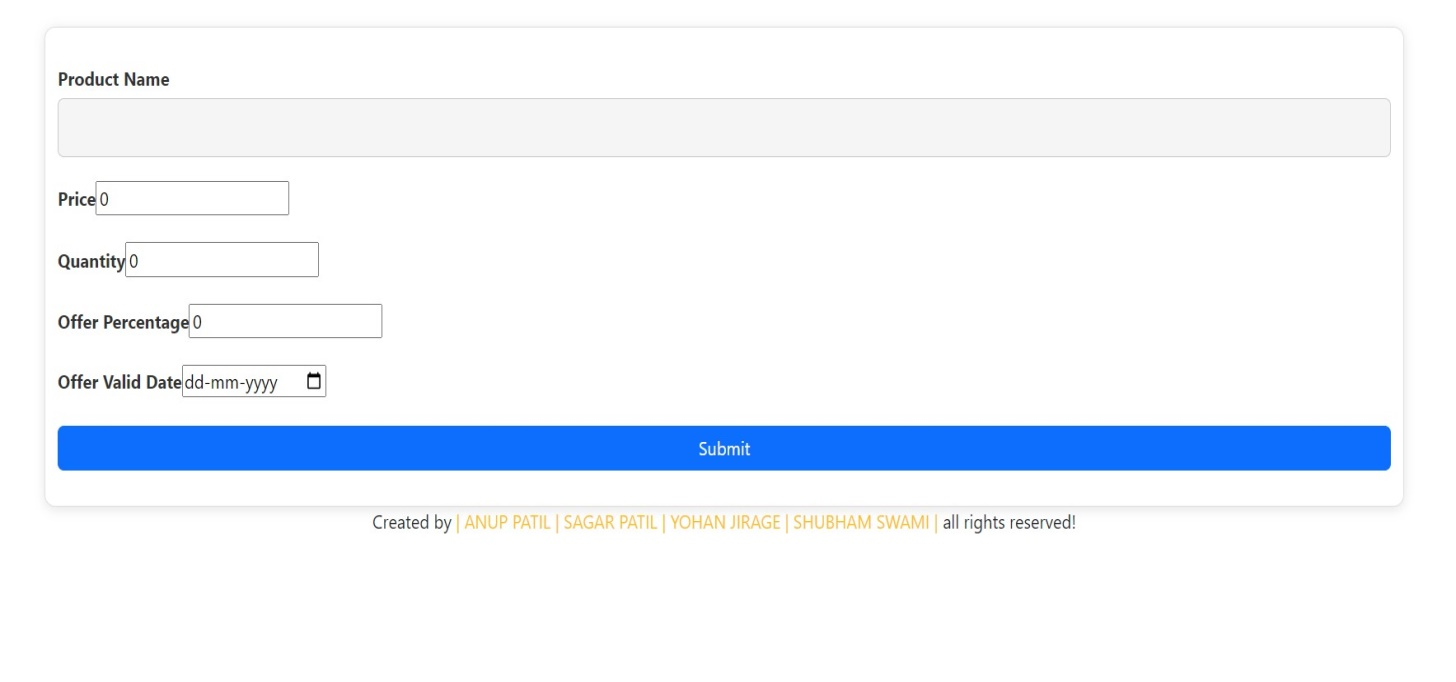 Product Name
Price 0
Quantity 0
Offer Percentage 0
Offer Valid Date dd-mm-yyyy
Submit
Created by | ANUP PATIL | SAGAR PATIL | YOHAN JIRAGE | SHUBHAM SWAMI | all rights reserved!